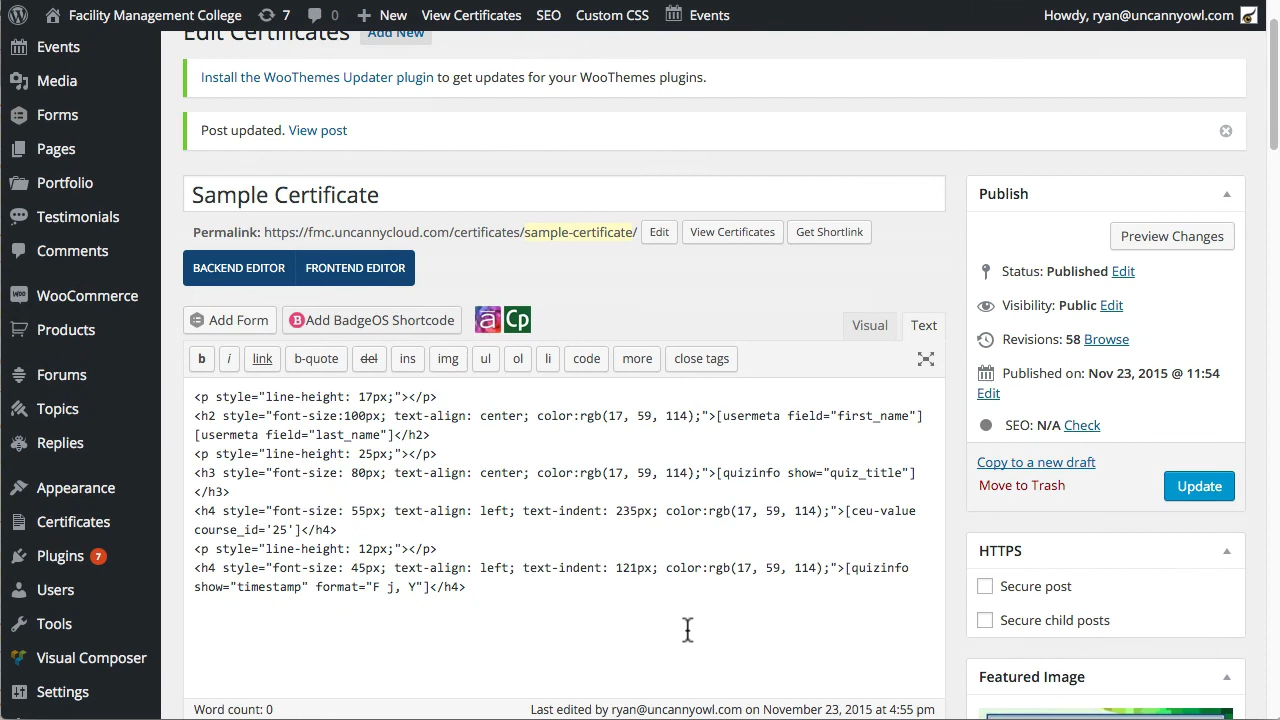 Facility Management College 7 0 New View Certificates SEO Custom CSS Events Howdy, ryan@uncannyowl.com
Events
Media
Forms
Pages
Portfolio
Testimonials
Comments
WooCommerce
Products
Forums
Topics
Replies
Appearance
Certificates
Plugins 7
Users
Tools
Visual Composer
Settings
Edit Certificates Add New
Install the WooThemes Updater plugin to get updates for your WooThemes plugins.
Post updated. View post
Sample Certificate
Permalink: https://fmc.uncannycloud.com/certificates/sample-certificate/ Edit View Certificates Get Shortlink
BACKEND EDITOR FRONTEND EDITOR
Add Form Add BadgeOS Shortcode a Cp Visual Text
b i link b-quote del ins img ul ol li code more close tags
<p style="line-height: 17px;"></p>
<h2 style="font-size:100px; text-align: center; color:rgb(17, 59, 114);">[usermeta field="first_name"]
[usermeta field="last_name"]</h2>
<p style="line-height: 25px;"></p>
<h3 style="font-size: 80px; text-align: center; color:rgb(17, 59, 114);">[quizinfo show="quiz_title"]
</h3>
<h4 style="font-size: 55px; text-align: left; text-indent: 235px; color:rgb(17, 59, 114);">[ceu-value
course_id='25']</h4>
<p style="line-height: 12px;"></p>
<h4 style="font-size: 45px; text-align: left; text-indent: 121px; color:rgb(17, 59, 114);">[quizinfo
show="timestamp" format="F j, Y"]</h4>
Word count: 0 Last edited by ryan@uncannyowl.com on November 23, 2015 at 4:55 pm
Publish
Preview Changes
Status: Published Edit
Visibility: Public Edit
Revisions: 58 Browse
Published on: Nov 23, 2015 @ 11:54
Edit
SEO: N/A Check
Copy to a new draft
Move to Trash Update
HTTPS
Secure post
Secure child posts
Featured Image